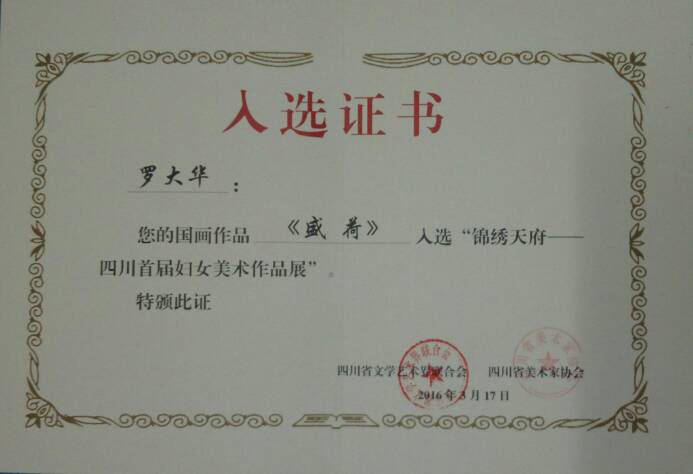 入选证书
罗大华：
您的国画作品《盛荷》入选“锦绣天府——
四川首届妇女美术作品展”。
特颁此证
四川省文学艺术界联合会 四川省美术家协会
2016年3月17日